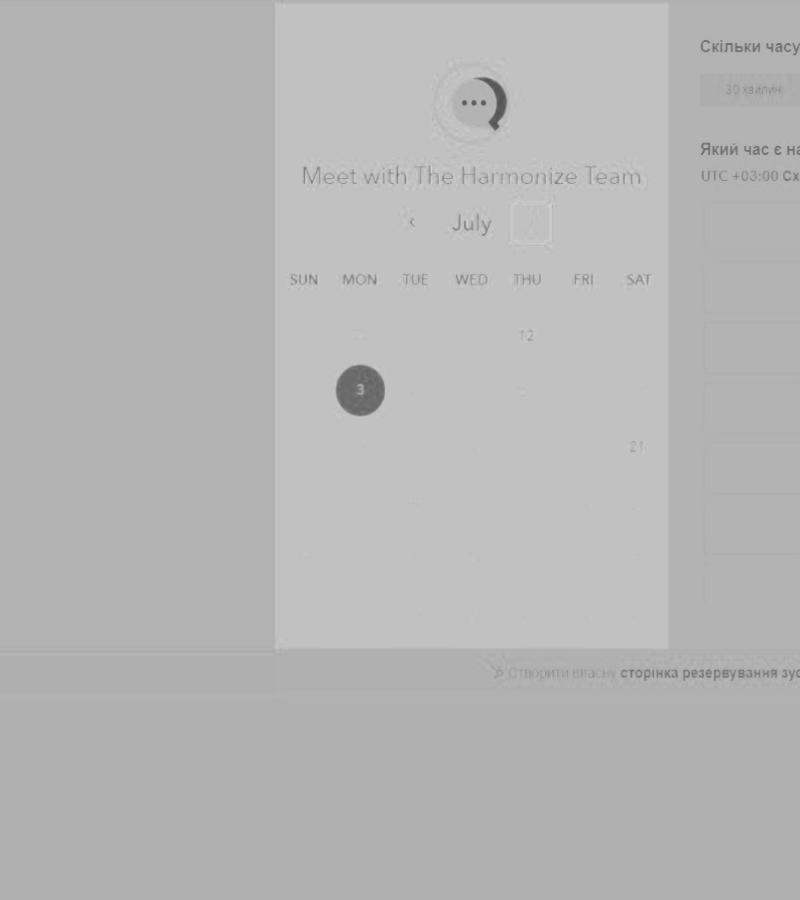 Meet with The Harmonize Team
‹ July
SUN MON TUE WED THU FRI SAT
12
3
21
Скільки часу
30 хвилин
Який час є на
UTC +03:00 Сх
Створити власну сторінка резервування зус